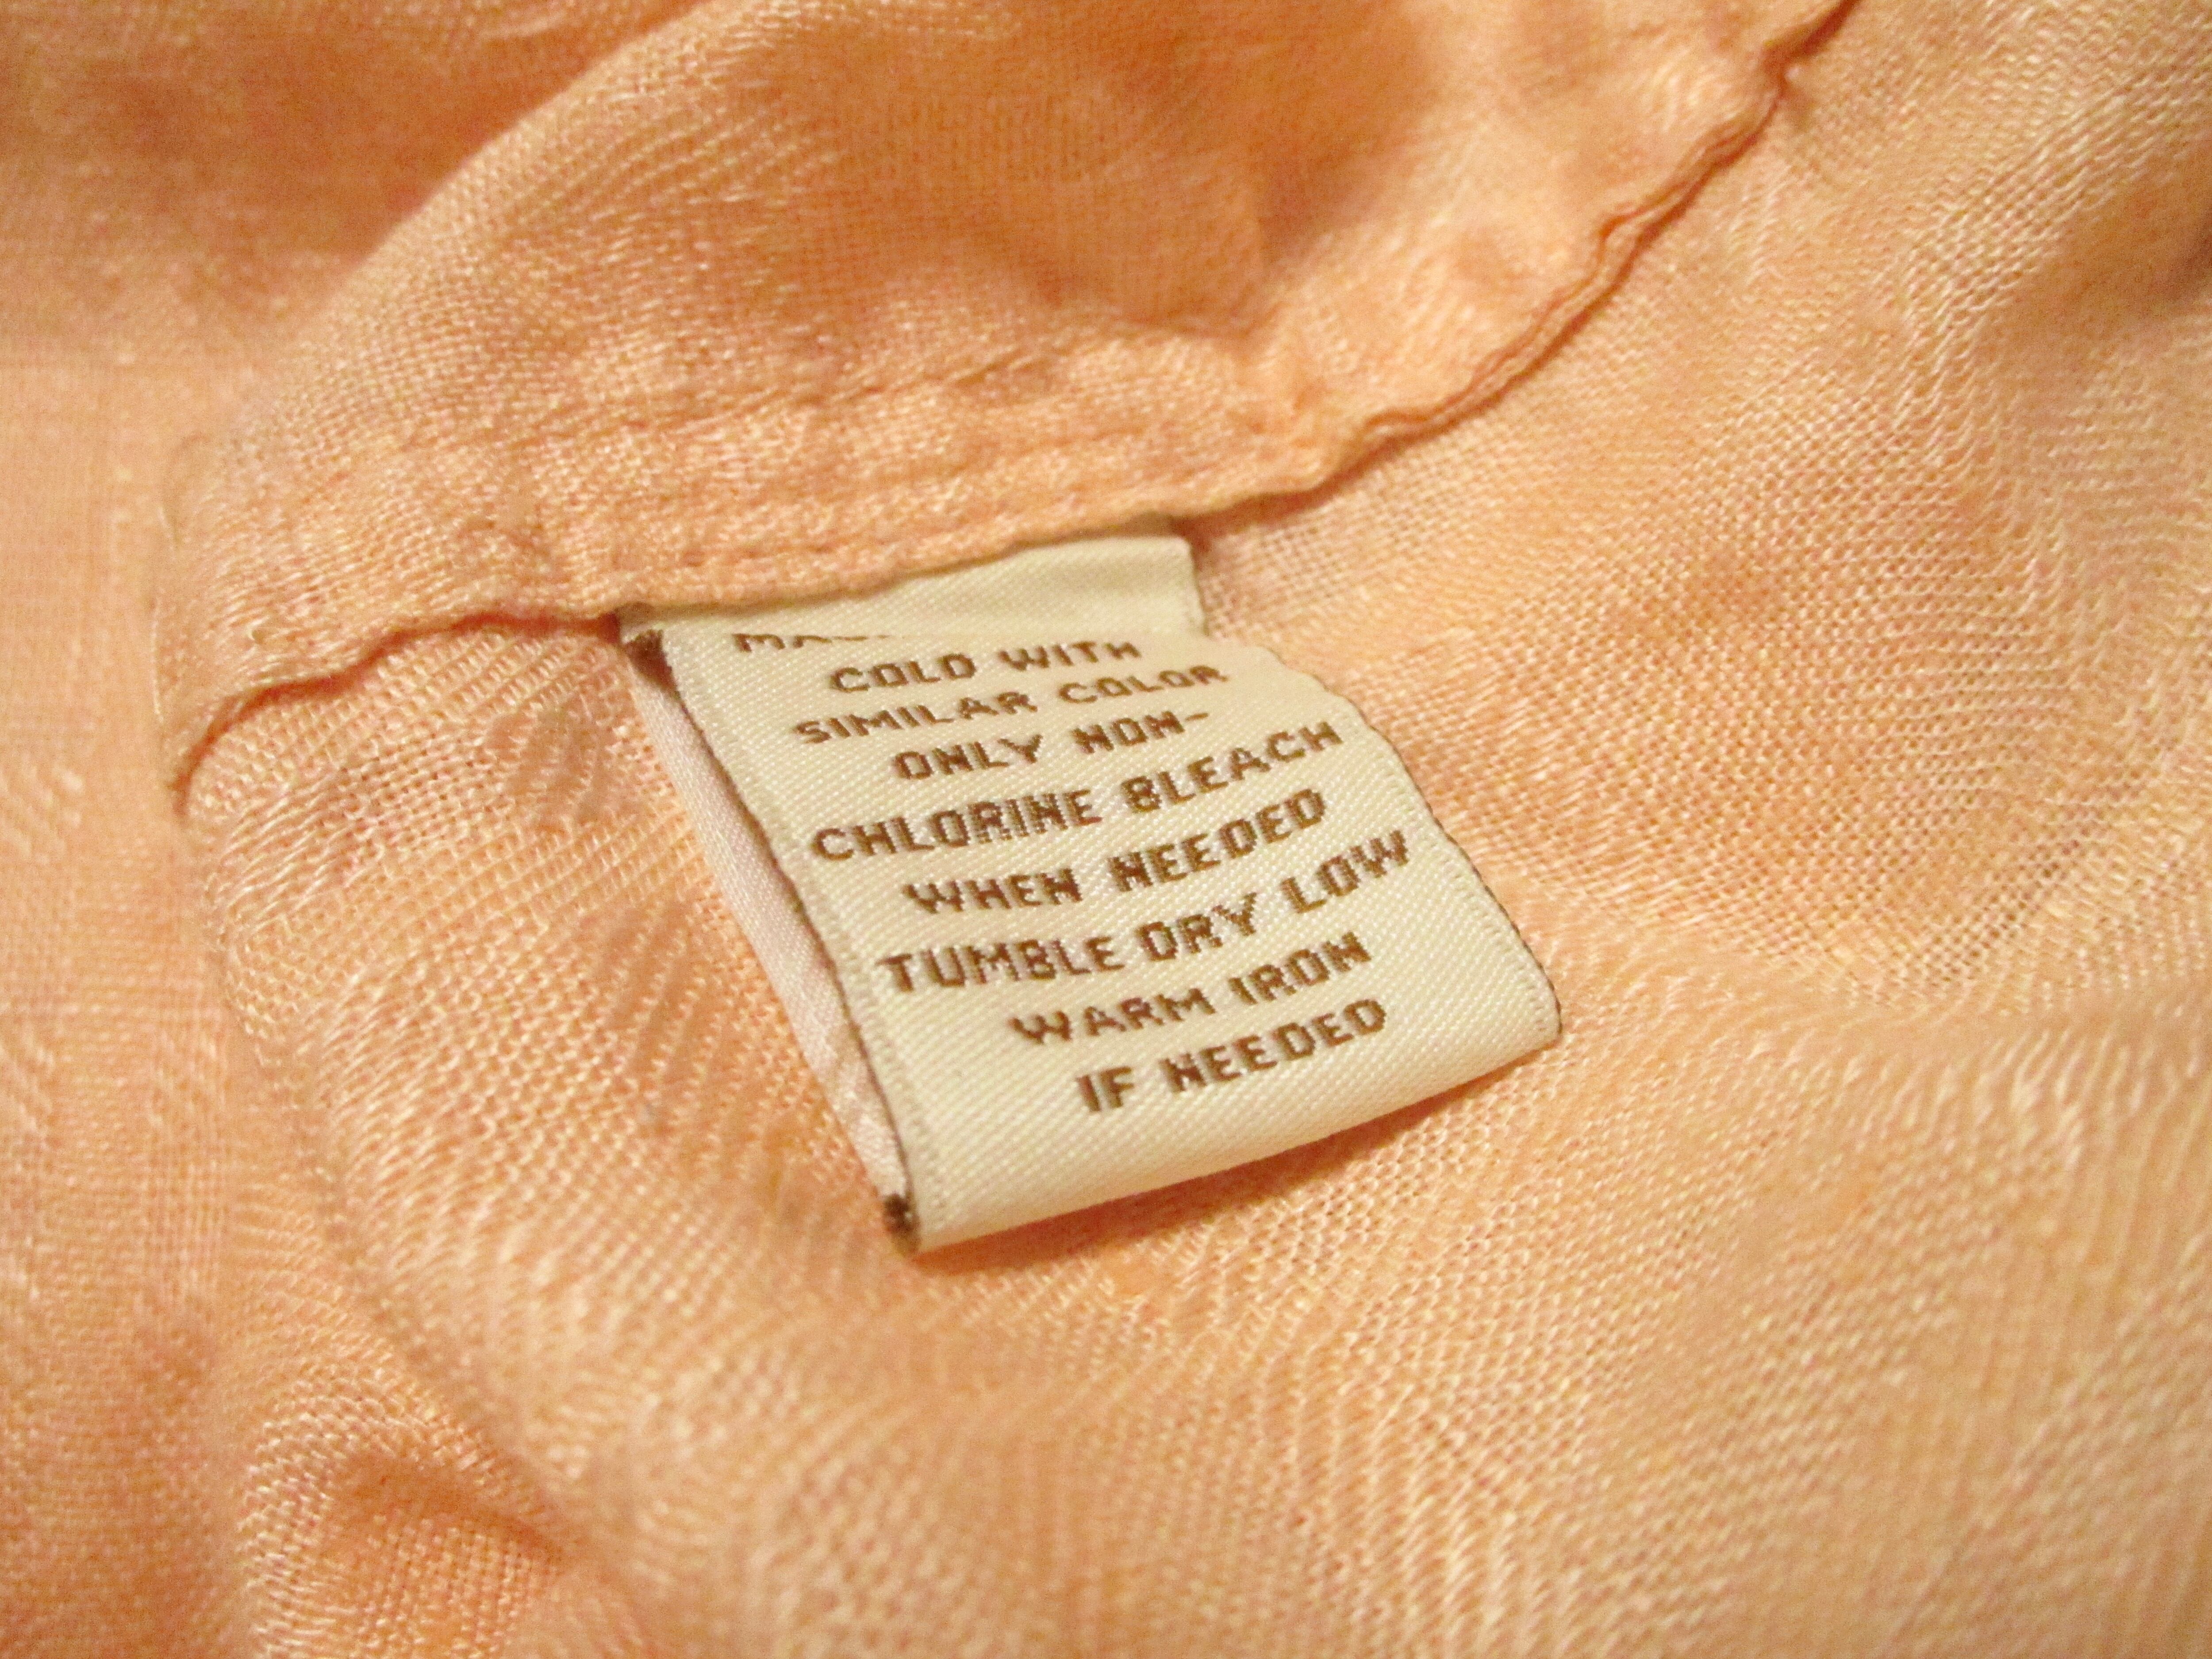 COLD WITH
SIMILAR COLOR
ONLY NON-
CHLORINE BLEACH
WHEN NEEDED
TUMBLE DRY LOW
WARM IRON
IF NEEDED